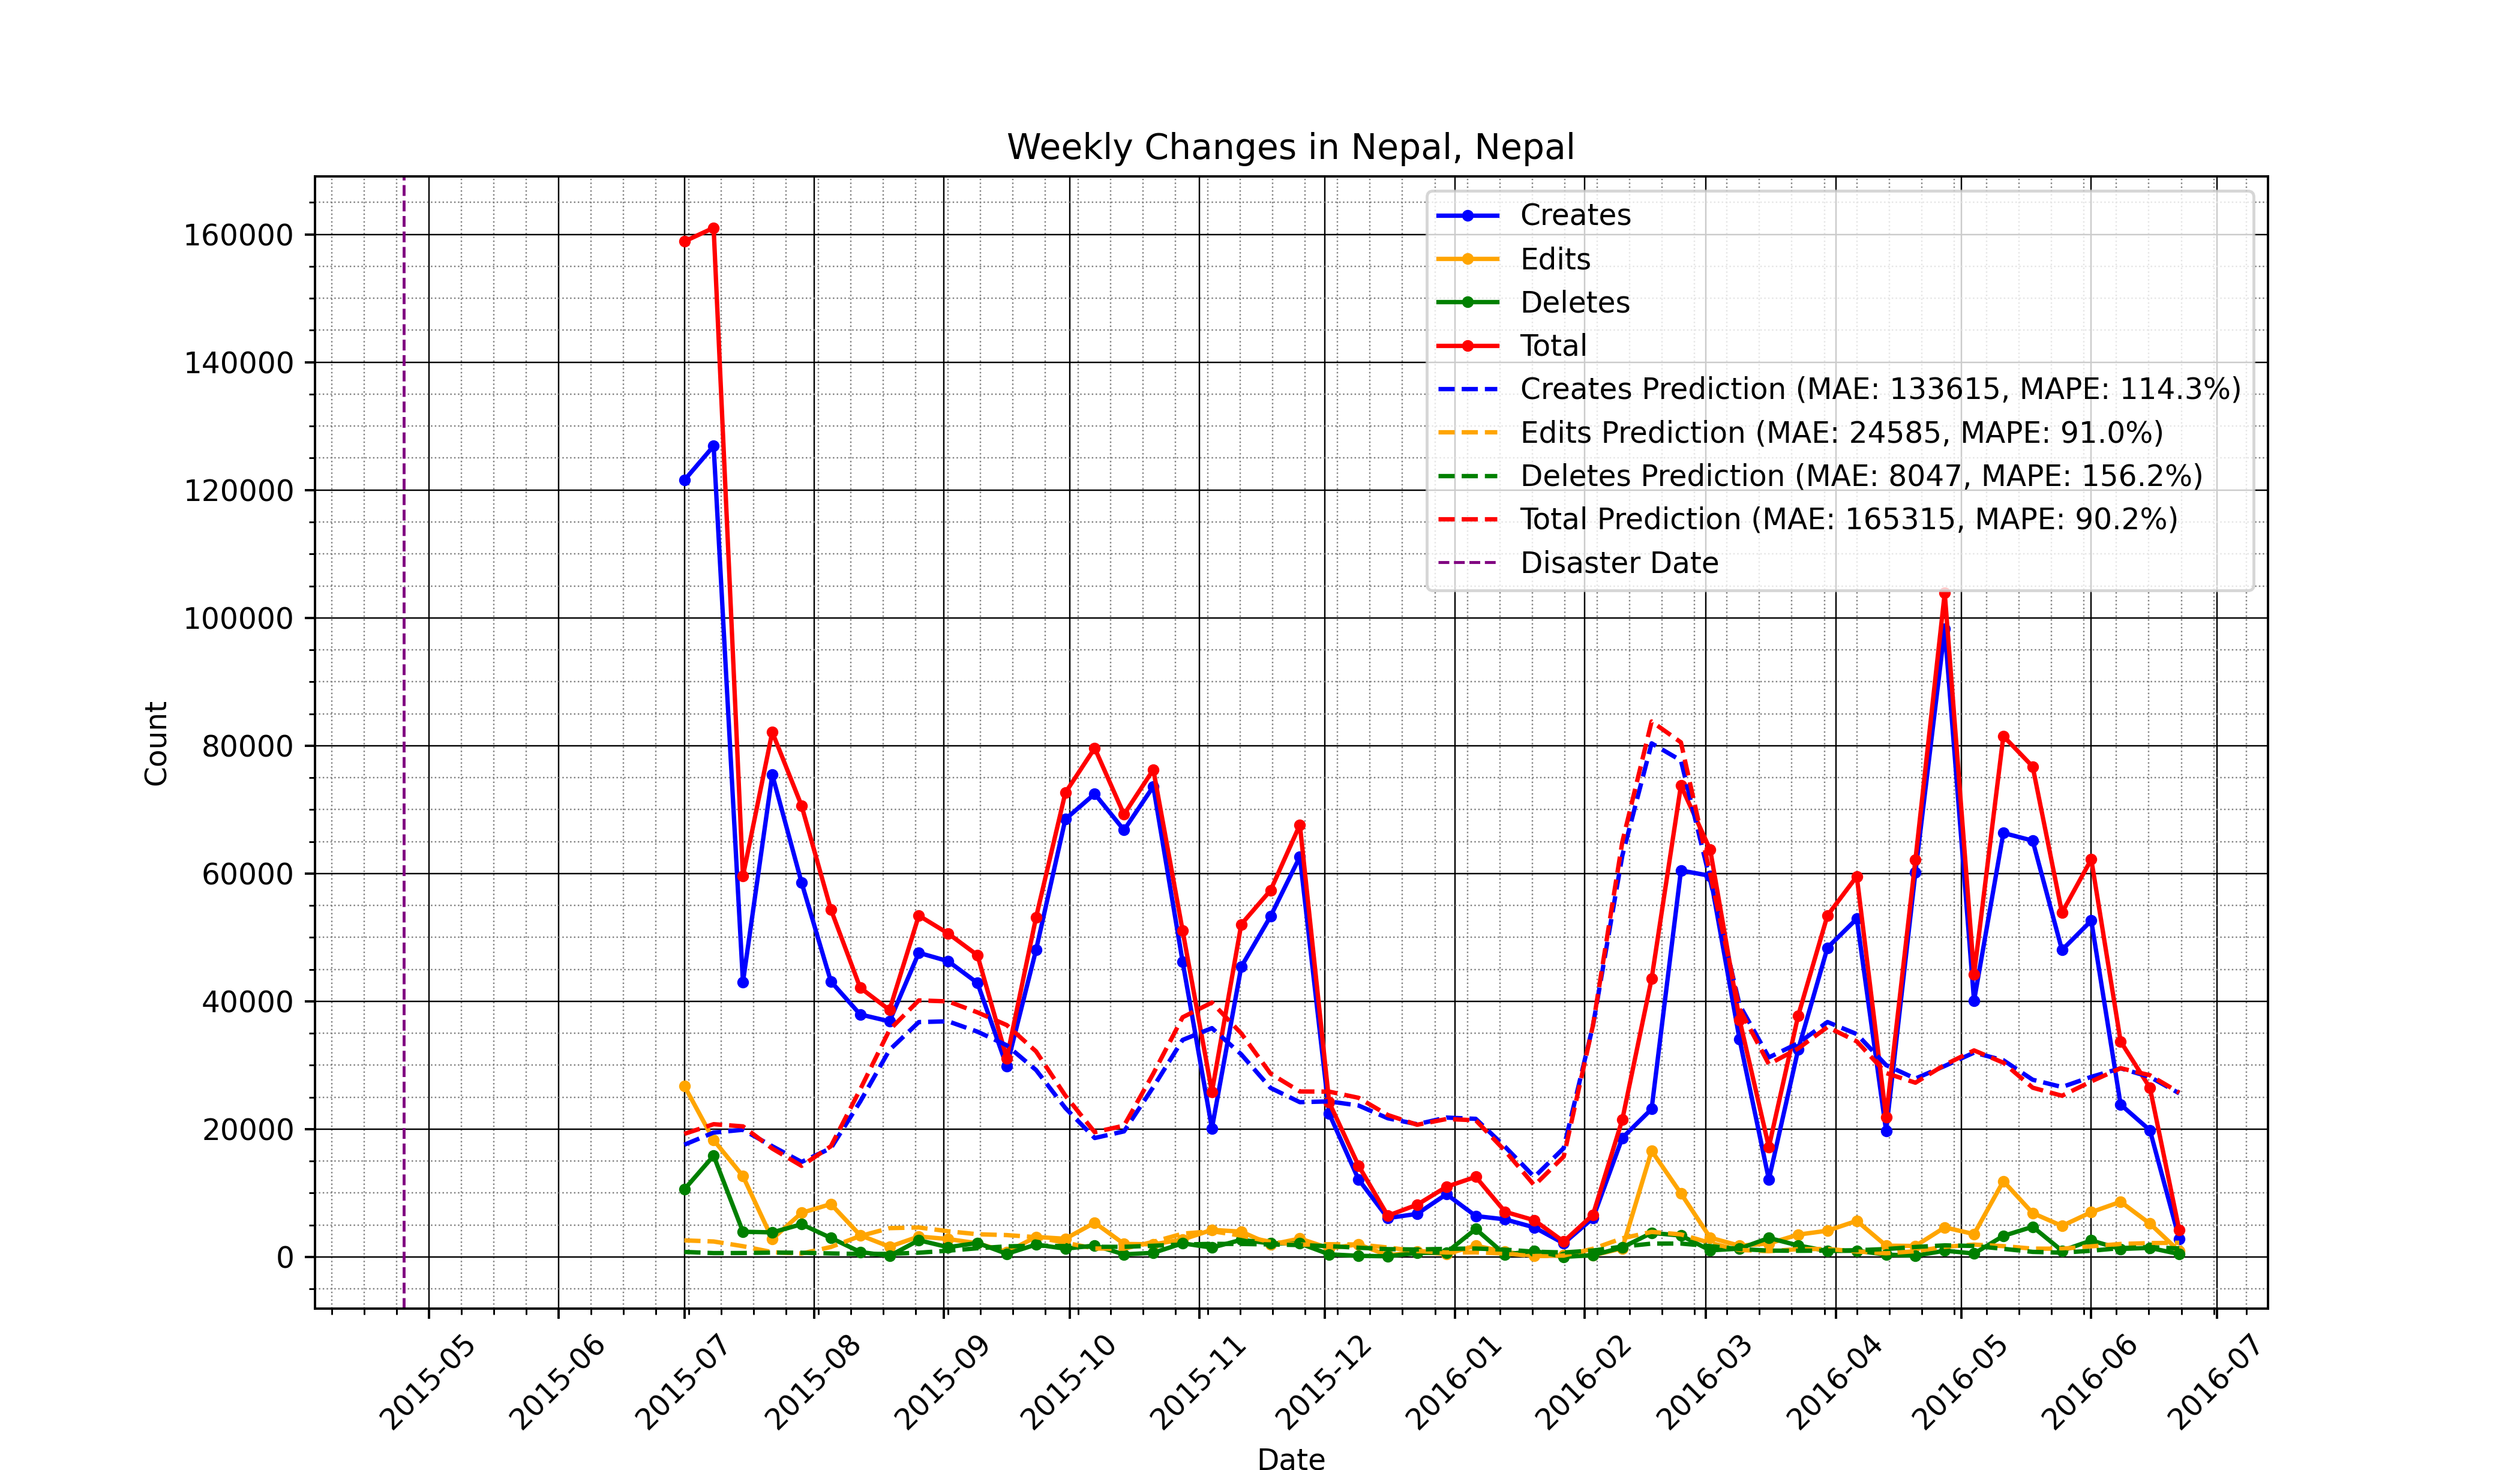 Weekly Changes in Nepal, Nepal
Creates
Edits
Deletes
Total
Creates Prediction (MAE: 133615, MAPE: 114.3%)
Edits Prediction (MAE: 24585, MAPE: 91.0%)
Deletes Prediction (MAE: 8047, MAPE: 156.2%)
Total Prediction (MAE: 165315, MAPE: 90.2%)
Disaster Date
Count
160000
140000
120000
100000
80000
60000
40000
20000
0
2015-05
2015-06
2015-07
2015-08
2015-09
2015-10
2015-11
2015-12
2016-01
2016-02
2016-03
2016-04
2016-05
2016-06
2016-07
Date